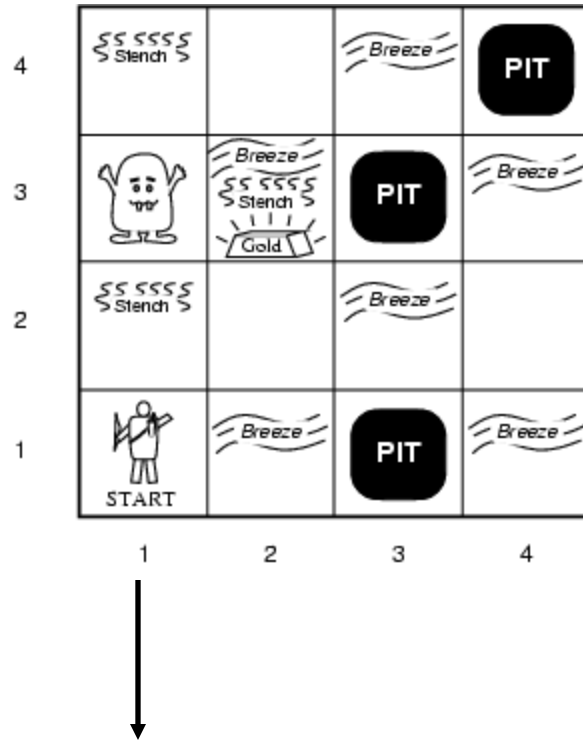 4
Stench
Breeze
PIT
3
Breeze
Stench
Gold
PIT
Breeze
2
Stench
Breeze
1
START
Breeze
PIT
Breeze
1 2 3 4